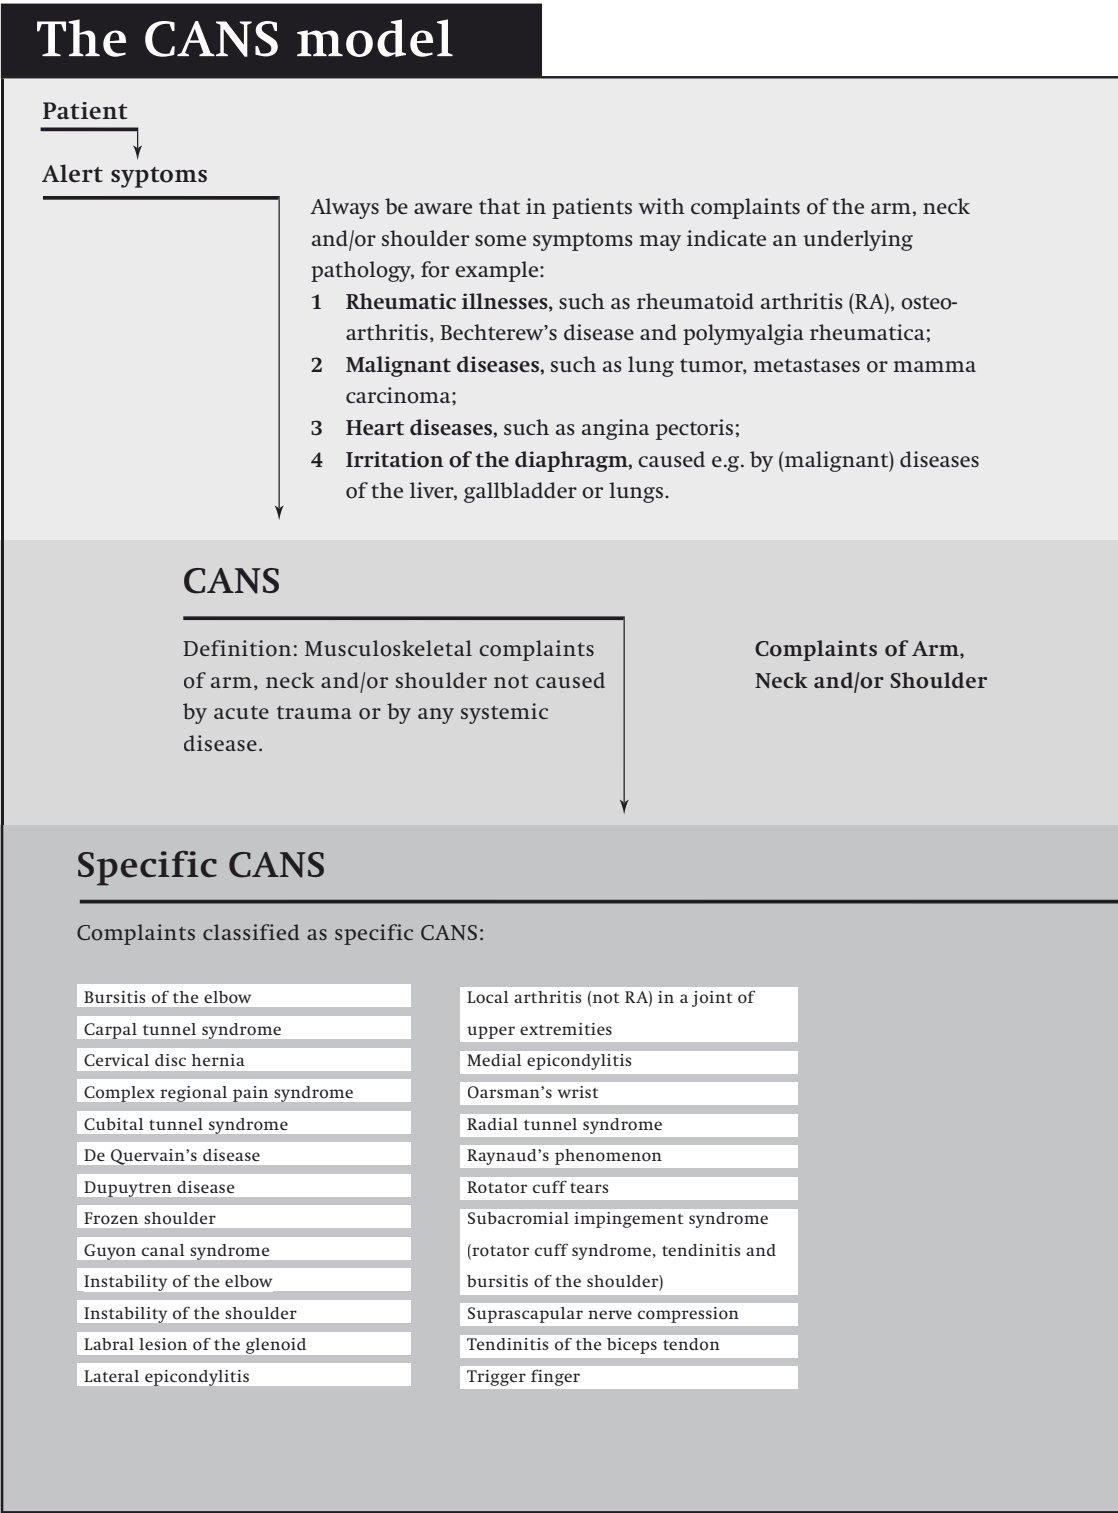 The CANS model
Patient
Alert syptoms
Always be aware that in patients with complaints of the arm, neck
and/or shoulder some symptoms may indicate an underlying
pathology, for example:
1 Rheumatic illnesses, such as rheumatoid arthritis (RA), osteo-
arthritis, Bechterew's disease and polymyalgia rheumatica;
2 Malignant diseases, such as lung tumor, metastases or mamma
carcinoma;
3 Heart diseases, such as angina pectoris;
4 Irritation of the diaphragm, caused e.g. by (malignant) diseases
of the liver, gallbladder or lungs.
CANS
Definition: Musculoskeletal complaints
of arm, neck and/or shoulder not caused
by acute trauma or by any systemic
disease.
Complaints of Arm,
Neck and/or Shoulder
Specific CANS
Complaints classified as specific CANS:
Bursitis of the elbow
Carpal tunnel syndrome
Cervical disc hernia
Complex regional pain syndrome
Cubital tunnel syndrome
De Quervain's disease
Dupuytren disease
Frozen shoulder
Guyon canal syndrome
Instability of the elbow
Instability of the shoulder
Labral lesion of the glenoid
Lateral epicondylitis
Local arthritis (not RA) in a joint of
upper extremities
Medial epicondylitis
Oarsman's wrist
Radial tunnel syndrome
Raynaud's phenomenon
Rotator cuff tears
Subacromial impingement syndrome
(rotator cuff syndrome, tendinitis and
bursitis of the shoulder)
Suprascapular nerve compression
Tendinitis of the biceps tendon
Trigger finger